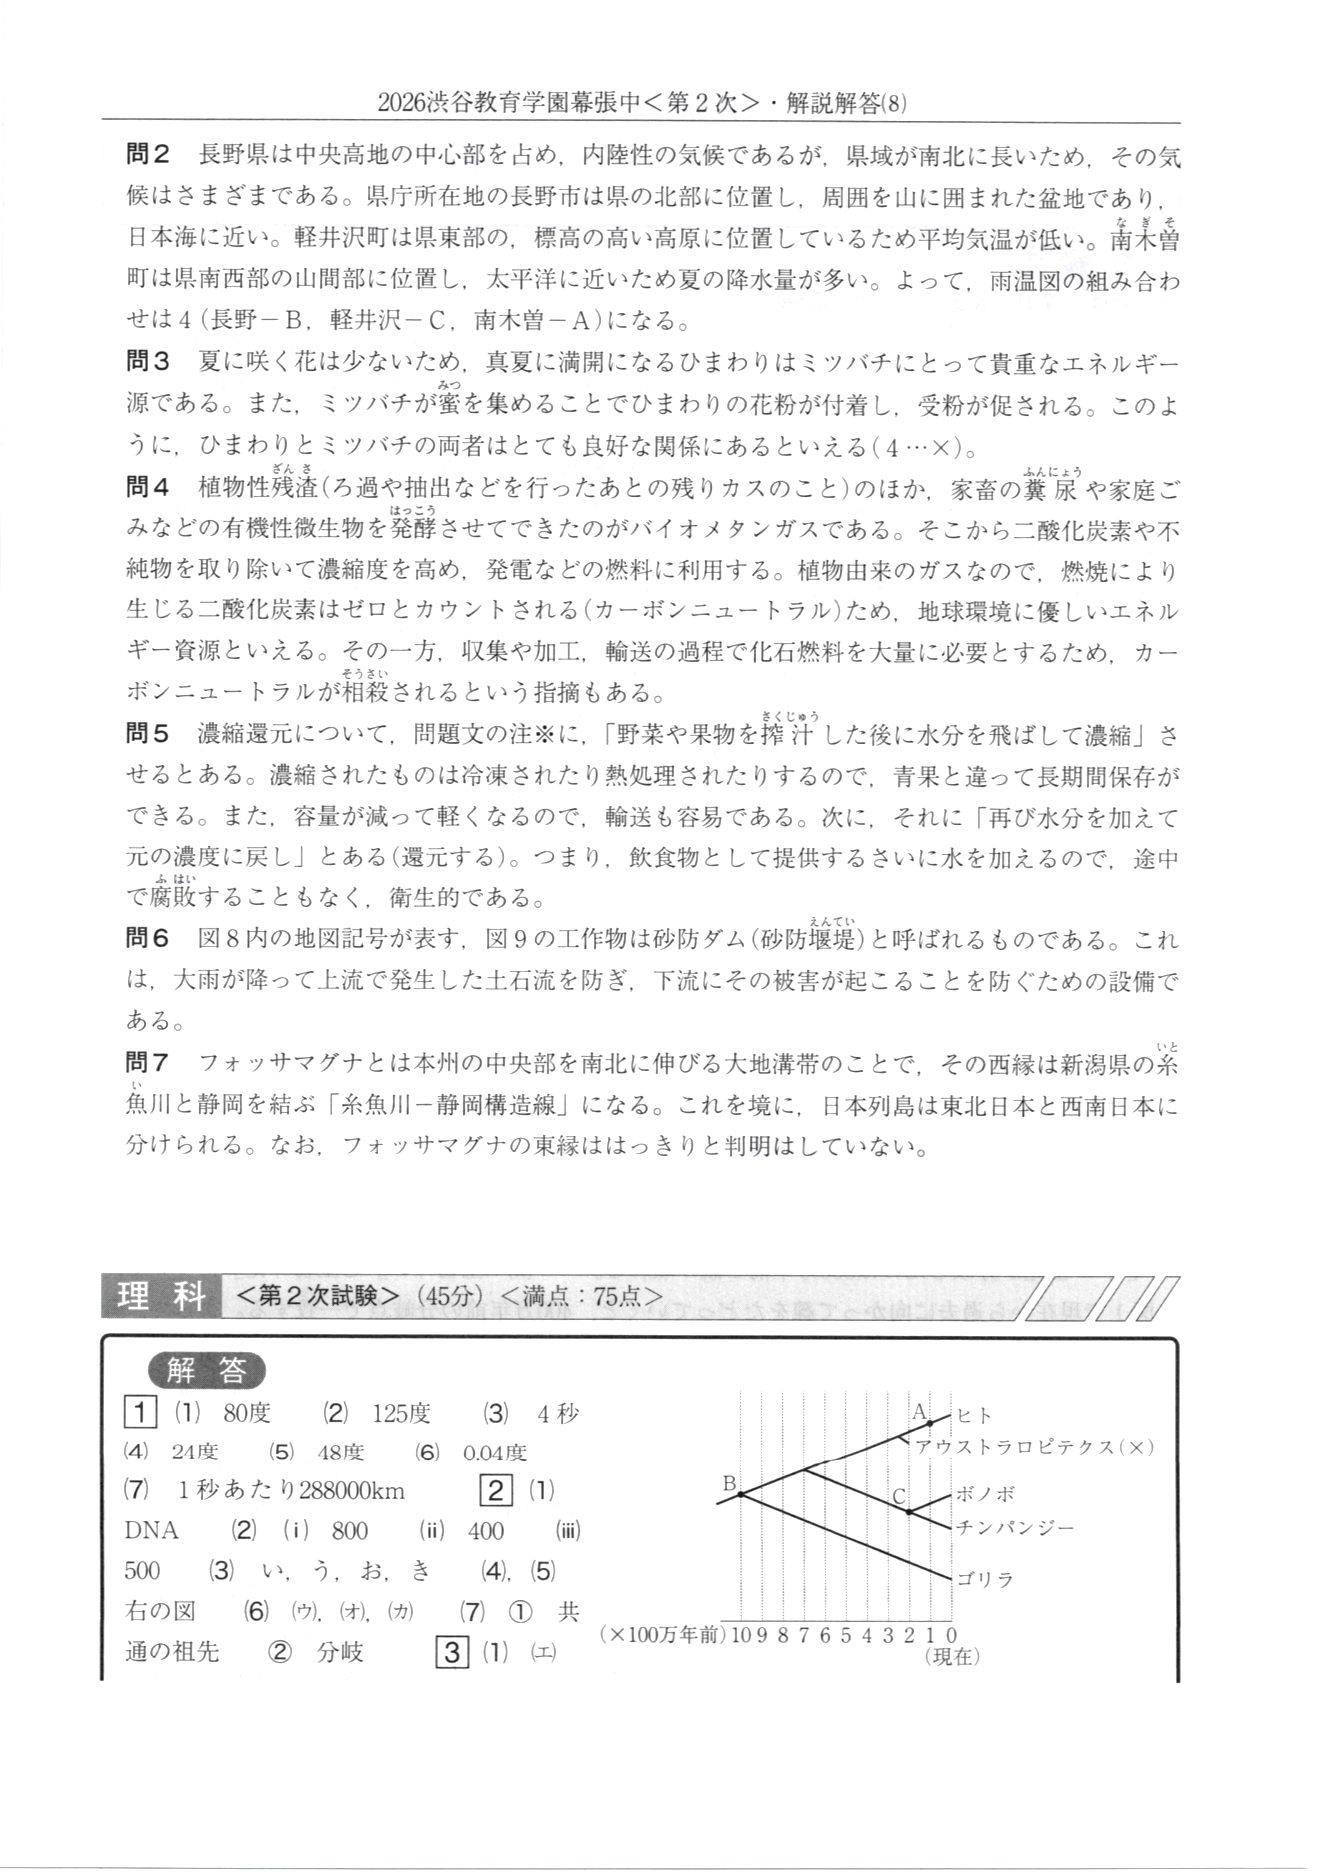 2026渋谷教育学園幕張中＜第２次＞・解説解答(8)
問2　長野県は中央高地の中心部を占め，内陸性の気候であるが，県域が南北に長いため，その気
候はさまざまである。県庁所在地の長野市は県の北部に位置し，周囲を山に囲まれた盆地であり，
日本海に近い。軽井沢町は県東部の，標高の高い高原に位置しているため平均気温が低い。南木曽
なぎそ
町は県南西部の山間部に位置し，太平洋に近いため夏の降水量が多い。よって，雨温図の組み合わ
せは４(長野－Ｂ，軽井沢－Ｃ，南木曽－Ａ)になる。
問3　夏に咲く花は少ないため，真夏に満開になるひまわりはミツバチにとって貴重なエネルギー
源である。また，ミツバチが蜜を集めることでひまわりの花粉が付着し，受粉が促される。このよ
みつ
うに，ひまわりとミツバチの両者はとても良好な関係にあるといえる(４…×)。
問4　植物性残渣(ろ過や抽出などを行ったあとの残りカスのこと)のほか，家畜の糞尿や家庭ご
ざんさ　ふんにょう
みなどの有機性微生物を発酵させてできたのがバイオメタンガスである。そこから二酸化炭素や不
はっこう
純物を取り除いて濃縮度を高め，発電などの燃料に利用する。植物由来のガスなので，燃焼により
生じる二酸化炭素はゼロとカウントされる(カーボンニュートラル)ため，地球環境に優しいエネル
ギー資源といえる。その一方，収集や加工，輸送の過程で化石燃料を大量に必要とするため，カー
ボンニュートラルが相殺されるという指摘もある。
そうさい
問5　濃縮還元について，問題文の注※に，「野菜や果物を搾汁した後に水分を飛ばして濃縮」さ
さくじゅう
せるとある。濃縮されたものは冷凍されたり熱処理されたりするので，青果と違って長期間保存が
できる。また，容量が減って軽くなるので，輸送も容易である。次に，それに「再び水分を加えて
元の濃度に戻し」とある(還元する)。つまり，飲食物として提供するさいに水を加えるので，途中
で腐敗することもなく，衛生的である。
ふはい
問6　図８内の地図記号が表す，図９の工作物は砂防ダム(砂防堰堤)と呼ばれるものである。これ
えんてい
は，大雨が降って上流で発生した土石流を防ぎ，下流にその被害が起こることを防ぐための設備で
ある。
問7　フォッサマグナとは本州の中央部を南北に伸びる大地溝帯のことで，その西縁は新潟県の糸
いと
魚川と静岡を結ぶ「糸魚川－静岡構造線」になる。これを境に，日本列島は東北日本と西南日本に
い
分けられる。なお，フォッサマグナの東縁ははっきりと判明はしていない。
理科　＜第２次試験＞（45分）＜満点：75点＞
解答
1　(1)　80度　(2)　125度　(3)　４秒
(4)　24度　(5)　48度　(6)　0.04度
(7)　１秒あたり288000km　2　(1)
DNA　(2)　(ⅰ)　800　(ⅱ)　400　(ⅲ)
500　(3)　い，う，お，き　(4)，(5)
右の図　(6)　(ウ)，(オ)，(カ)　(7)　①　共
通の祖先　②　分岐　3　(1)　(エ)
A　ヒト
アウストラロピテクス(×)
B　C　ボノボ
チンパンジー
ゴリラ
(×100万年前)10 9 8 7 6 5 4 3 2 1 0
(現在)